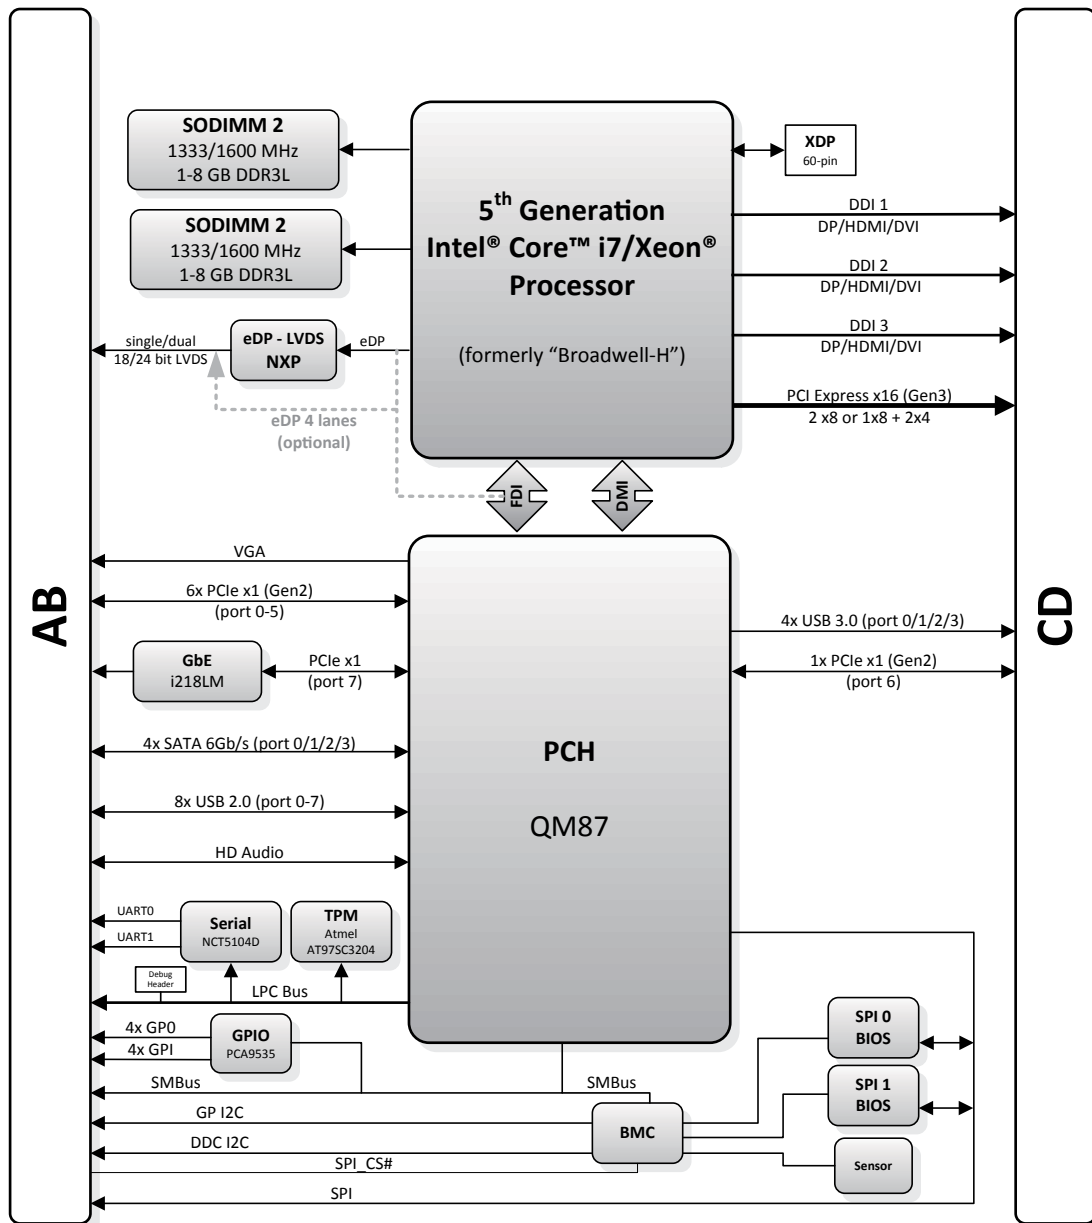 AB
CD
SODIMM 2
1333/1600 MHz
1-8 GB DDR3L
SODIMM 2
1333/1600 MHz
1-8 GB DDR3L
5th Generation
Intel® Core™ i7/Xeon®
Processor
(formerly “Broadwell-H”)
XDP
60-pin
DDI 1
DP/HDMI/DVI
DDI 2
DP/HDMI/DVI
DDI 3
DP/HDMI/DVI
PCI Express x16 (Gen3)
2 x8 or 1x8 + 2x4
single/dual
18/24 bit LVDS
eDP - LVDS
NXP
eDP
eDP 4 lanes
(optional)
FDI
DMI
VGA
6x PCIe x1 (Gen2)
(port 0-5)
GbE
i218LM
PCIe x1
(port 7)
4x SATA 6Gb/s (port 0/1/2/3)
8x USB 2.0 (port 0-7)
HD Audio
PCH
QM87
4x USB 3.0 (port 0/1/2/3)
1x PCIe x1 (Gen2)
(port 6)
UART0
UART1
Serial
NCT5104D
TPM
Atmel
AT97SC3204
Debug
Header
LPC Bus
4x GP0
4x GPI
GPIO
PCA9535
SMBus
SMBus
GP I2C
DDC I2C
SPI_CS#
SPI
BMC
SPI 0
BIOS
SPI 1
BIOS
Sensor